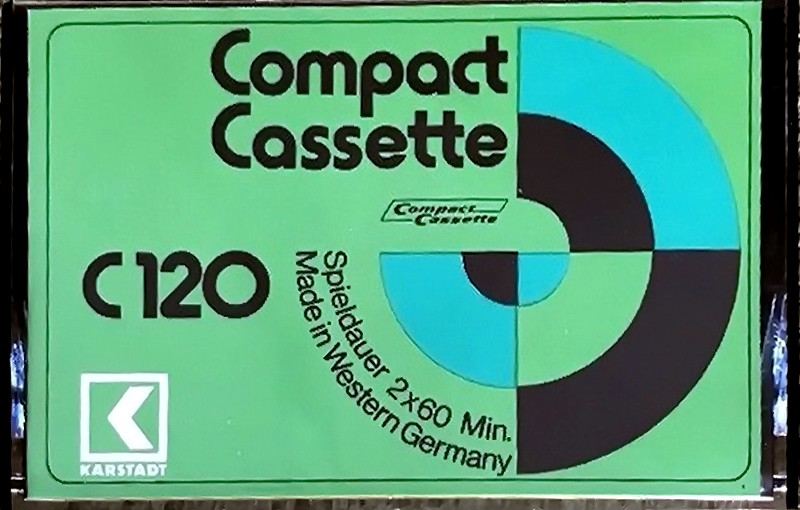 Compact
Cassette
Compact
Cassette
C 120
Spieldauer 2x60 Min.
Made in Western Germany
KARSTADT